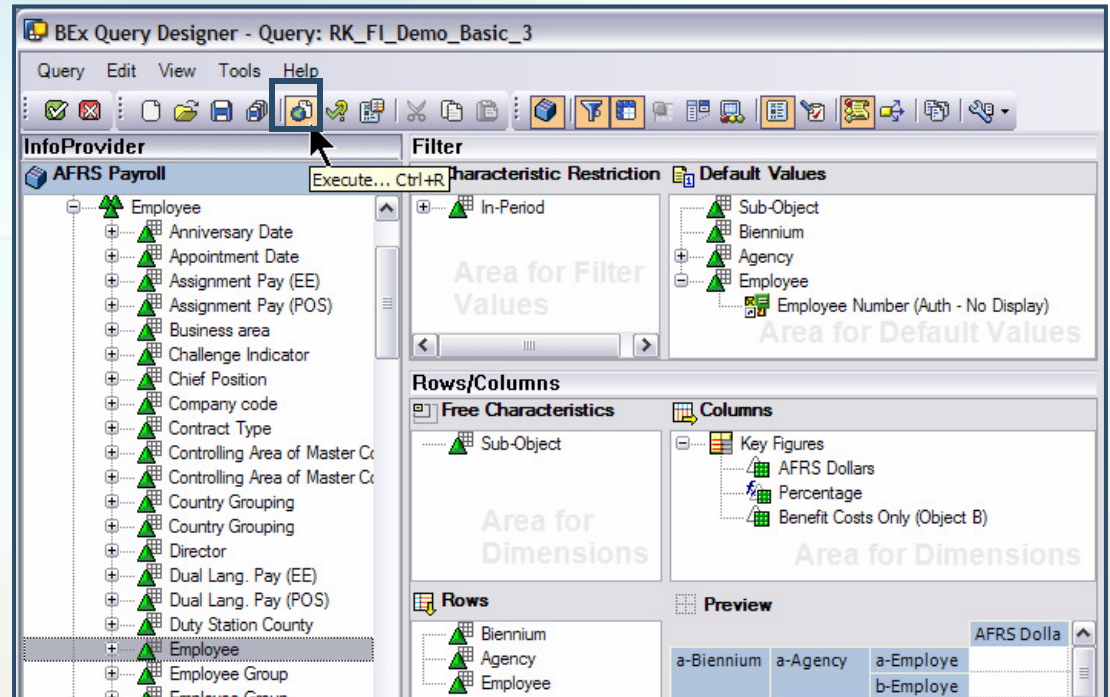 BEx Query Designer - Query: RK_FI_Demo_Basic_3
Query Edit View Tools Help
InfoProvider
AFRS Payroll
Employee
Anniversary Date
Appointment Date
Assignment Pay (EE)
Assignment Pay (POS)
Business area
Challenge Indicator
Chief Position
Company code
Contract Type
Controlling Area of Master
Controlling Area of Master
Country Grouping
Country Grouping
Director
Dual Lang. Pay (EE)
Dual Lang. Pay (POS)
Duty Station County
Employee
Employee Group
Employee Group
Execute... Ctrl+R
Filter
haracteristic Restriction
In-Period
Area for Filter
Values
Default Values
Sub-Object
Biennium
Agency
Employee
Employee Number (Auth - No Display)
Area for Default Values
Rows/Columns
Free Characteristics
Sub-Object
Area for
Dimensions
Columns
Key Figures
AFRS Dollars
Percentage
Benefit Costs Only (Object B)
Area for Dimensions
Rows
Biennium
Agency
Employee
Preview
AFRS Dolla
a-Biennium a-Agency a-Employe
b-Employe